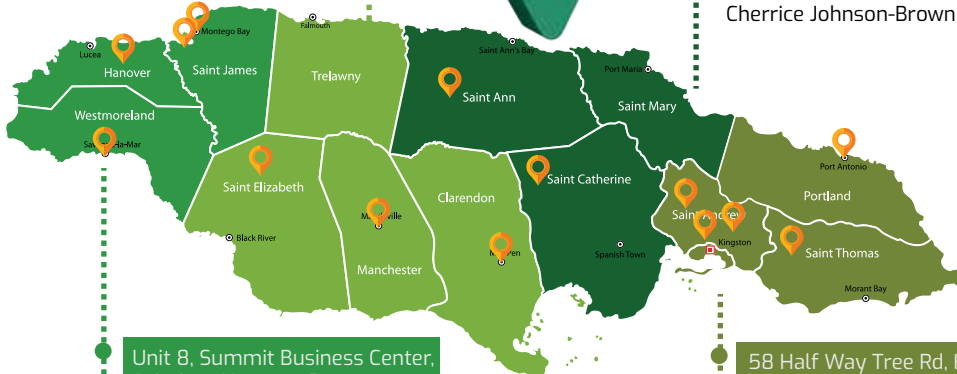 Cherrice Johnson-Brown
Montego Bay
Falmouth
Lucea
Hanover
Saint James
Trelawny
Saint Ann's Bay
Saint Ann
Port Maria
Saint Mary
Westmoreland
Saint Elizabeth
Clarendon
Saint Catherine
Port Antonio
Portland
Saint Andrew
Kingston
Black River
Manchester
Spanish Town
Saint Thomas
Morant Bay
Unit 8, Summit Business Center,
58 Half Way Tree Rd,